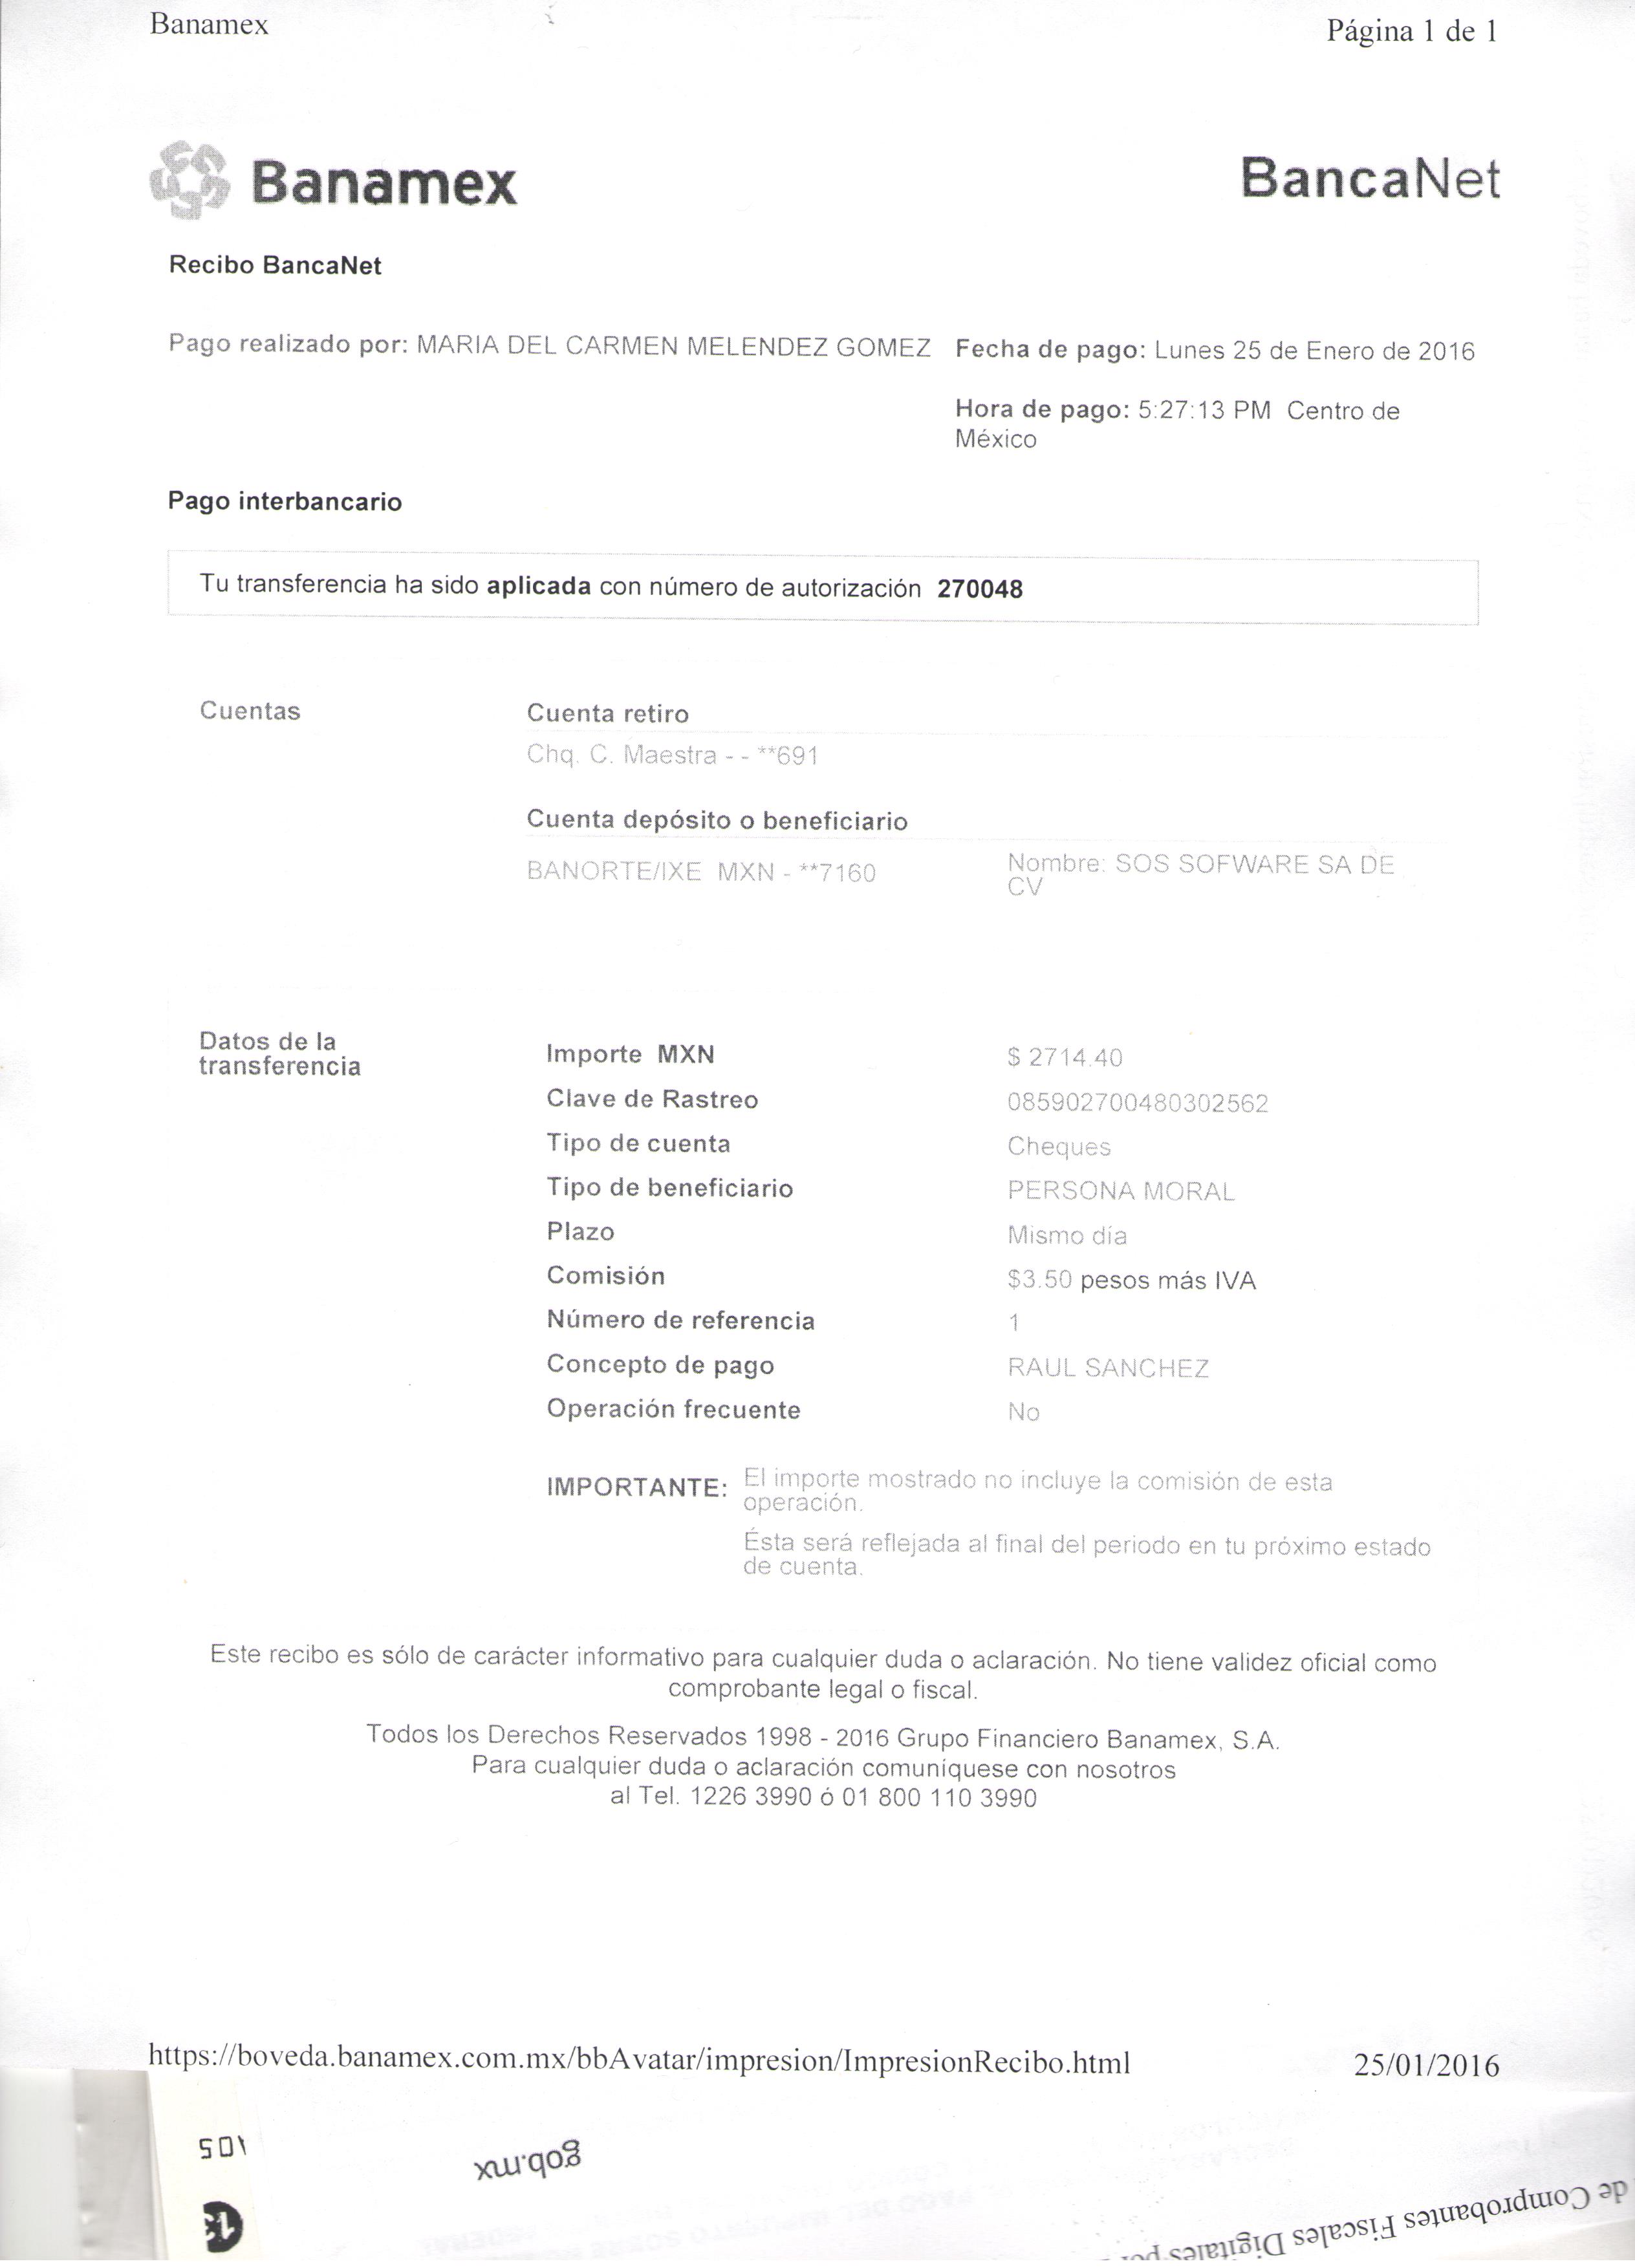 Banamex
Página 1 de 1
Banamex
BancaNet
Recibo BancaNet
Pago realizado por: MARIA DEL CARMEN MELENDEZ GOMEZ
Fecha de pago: Lunes 25 de Enero de 2016
Hora de pago: 5:27:13 PM Centro de
México
Pago interbancario
Tu transferencia ha sido aplicada con número de autorización 270048
Cuentas
Cuenta retiro
Chq. C. Maestra - - **691
Cuenta depósito o beneficiario
BANORTE/IXE MXN - **7160
Nombre: SOS SOFWARE SA DE
CV
Datos de la
transferencia
Importe MXN $ 2714.40
Clave de Rastreo 085902700480302562
Tipo de cuenta Cheques
Tipo de beneficiario PERSONA MORAL
Plazo Mismo día
Comisión $3.50 pesos más IVA
Número de referencia 1
Concepto de pago RAUL SANCHEZ
Operación frecuente No
IMPORTANTE: El importe mostrado no incluye la comisión de esta
operación.
Ésta será reflejada al final del periodo en tu próximo estado
de cuenta.
Este recibo es sólo de carácter informativo para cualquier duda o aclaración. No tiene validez oficial como
comprobante legal o fiscal.
Todos los Derechos Reservados 1998 - 2016 Grupo Financiero Banamex, S.A.
Para cualquier duda o aclaración comuniquese con nosotros
al Tel. 1226 3990 ó 01 800 110 3990
https://boveda.banamex.com.mx/bbAvatar/impresion/ImpresionRecibo.html
25/01/2016
gob.mx
de Comprobantes Fiscales Digitales